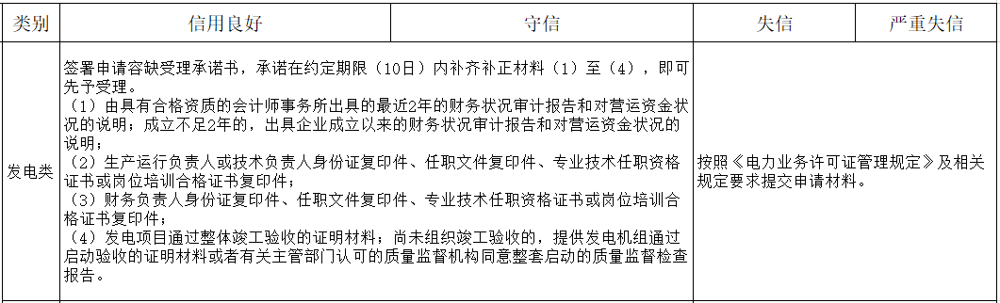 类别 信用良好 守信 失信 严重失信
发电类
签署申请容缺受理承诺书，承诺在约定期限（10日）内补齐补正材料（1）至（4），即可
先予受理。
（1）由具有合格资质的会计师事务所出具的最近2年的财务状况审计报告和对营运资金状
况的说明；成立不足2年的，出具企业成立以来的财务状况审计报告和对营运资金状况的
说明；
（2）生产运行负责人或技术负责人身份证复印件、任职文件复印件、专业技术任职资格
证书或岗位培训合格证书复印件；
（3）财务负责人身份证复印件、任职文件复印件、专业技术任职资格证书或岗位培训合
格证书复印件；
（4）发电项目通过整体竣工验收的证明材料；尚未组织竣工验收的，提供发电机组通过
启动验收的证明材料或者有关主管部门认可的质量监督机构同意整套启动的质量监督检查
报告。
按照《电力业务许可证管理规定》及相关
规定要求提交申请材料。